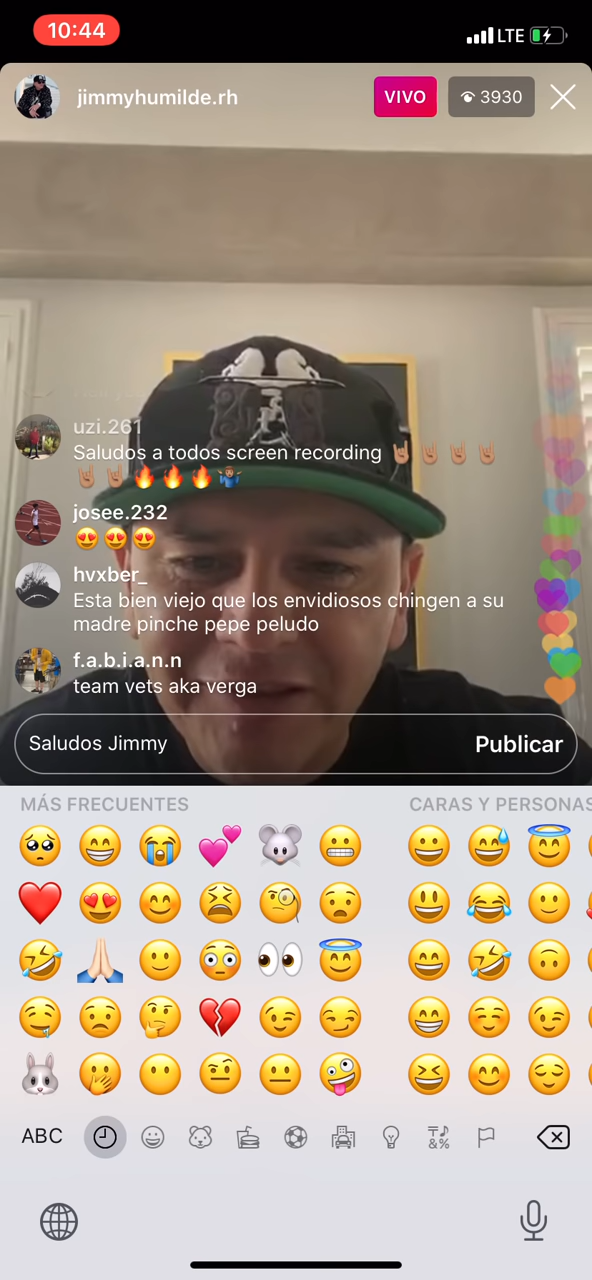 10:44
LTE
jimmyhumilde.rh
VIVO
3930
uzi.261
Saludos a todos screen recording 🤘🏼🤘🏼🤘🏼🤘🏼
🤘🏼🤘🏼🔥🔥🔥🤷🏽‍♂️
josee.232
😍😍😍
hvxber_
Esta bien viejo que los envidiosos chingen a su
madre pinche pepe peludo
f.a.b.i.a.n.n
team vets aka verga
Saludos Jimmy
Publicar
MÁS FRECUENTES
CARAS Y PERSONAS
ABC